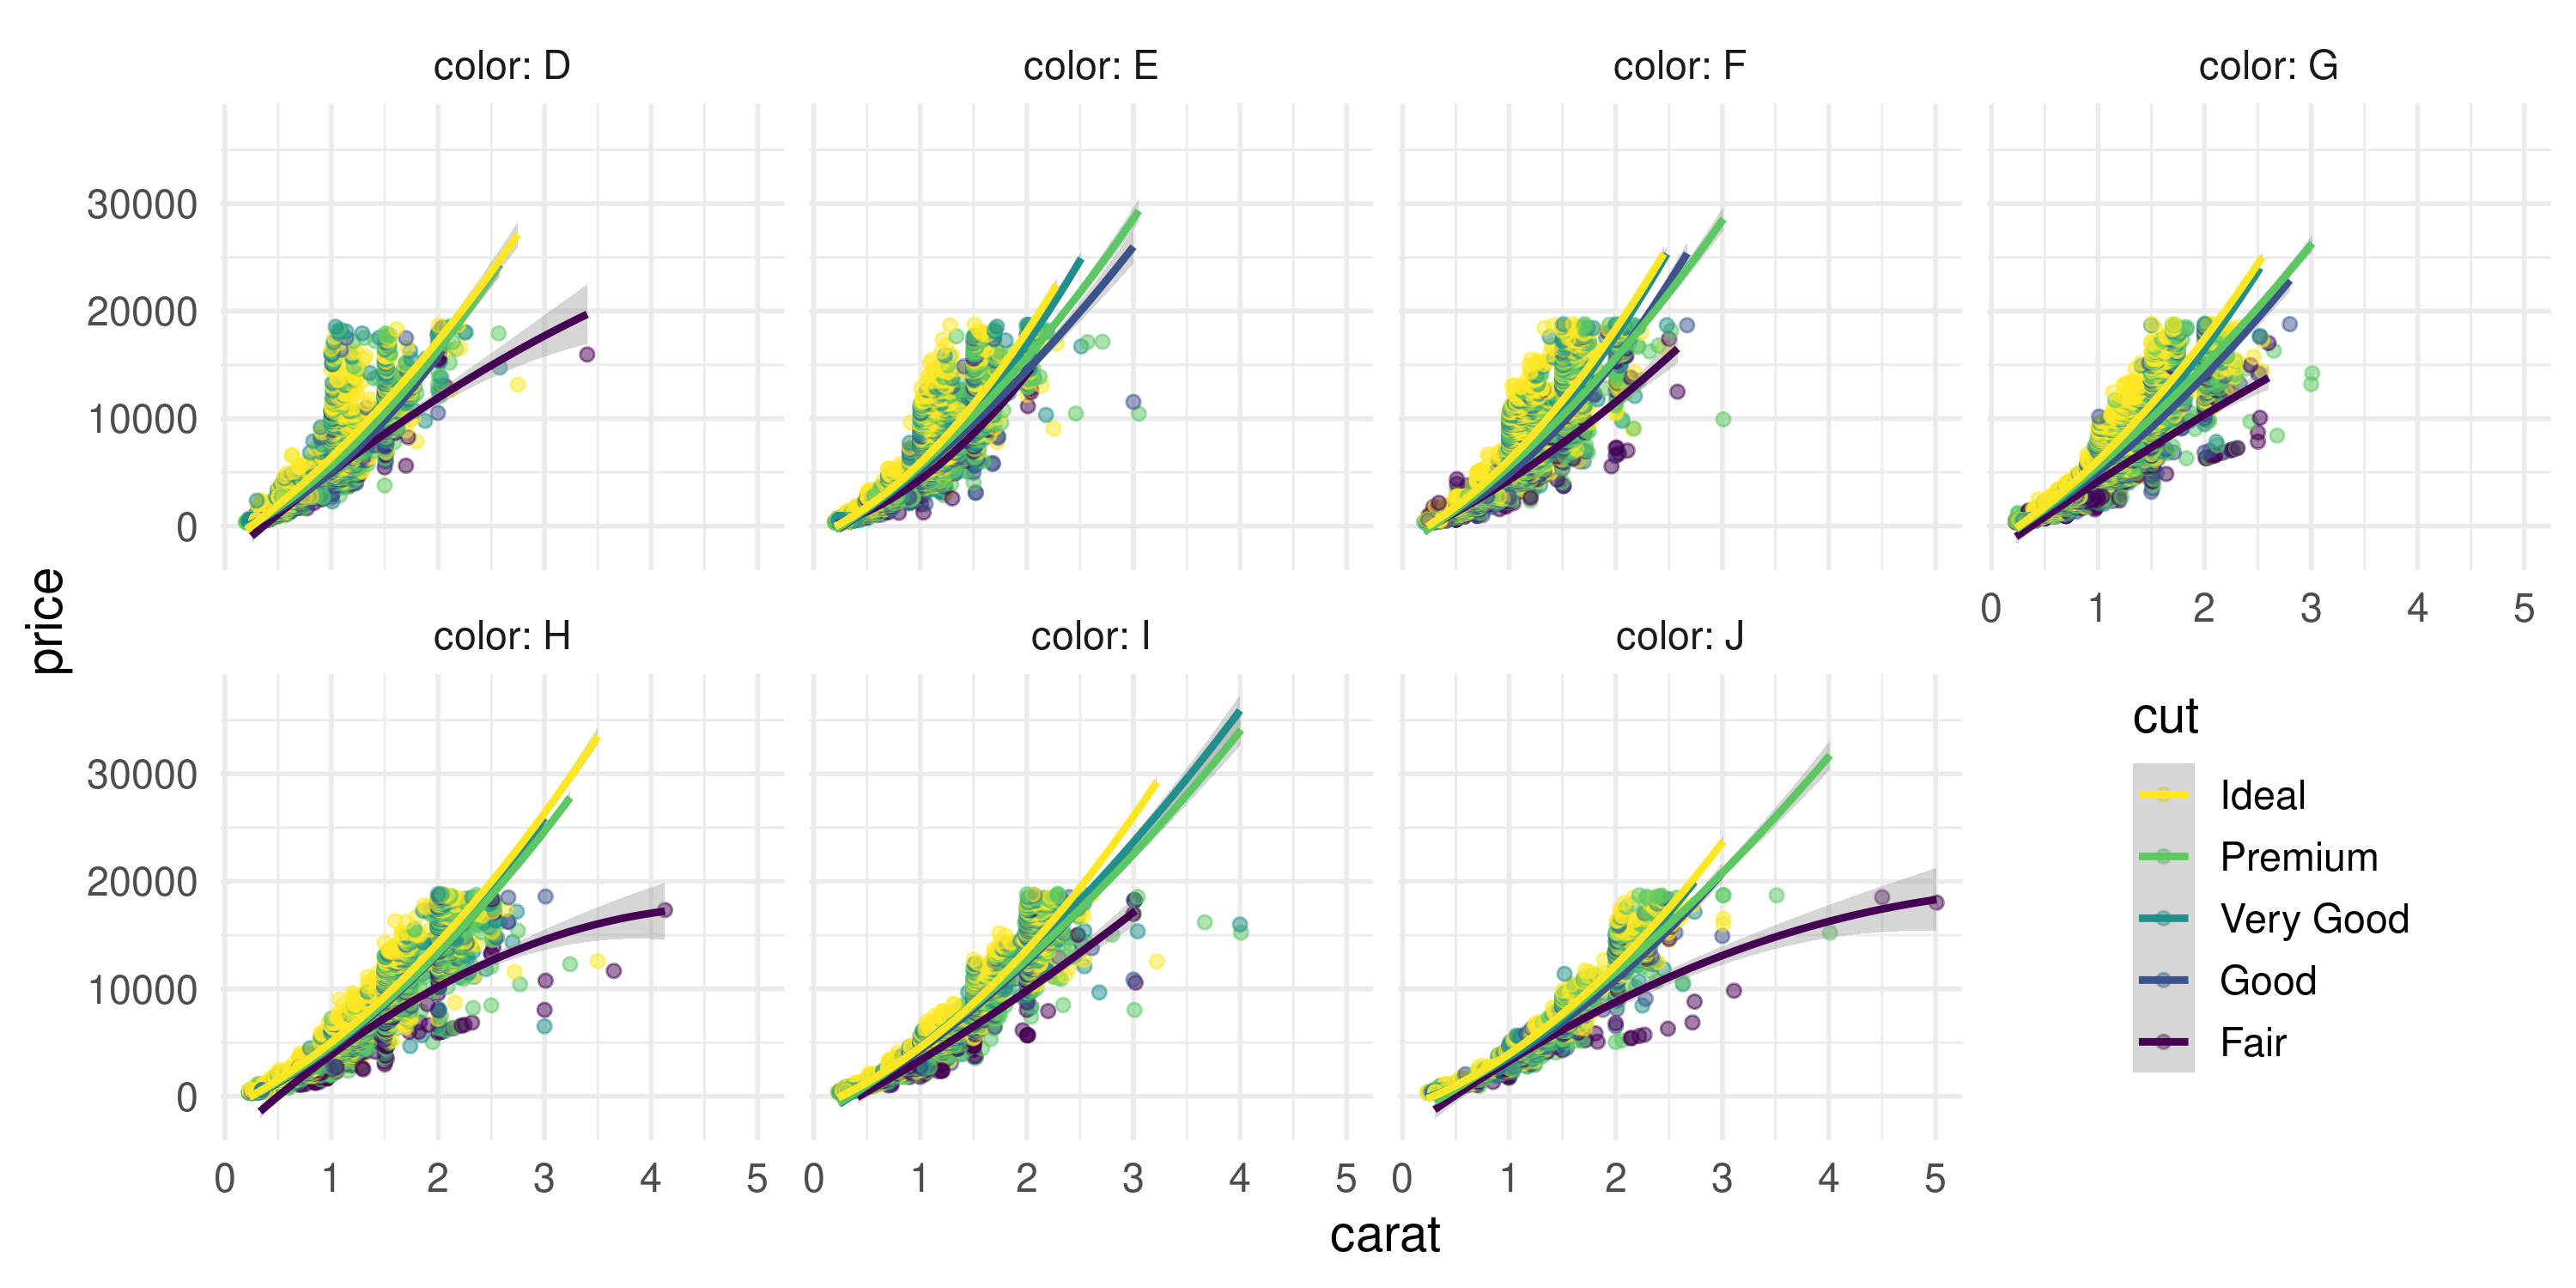 color: D color: E color: F color: G
30000
20000
10000
0
0 1 2 3 4 5
color: H color: I color: J
30000
20000
10000
0
0 1 2 3 4 5 0 1 2 3 4 5 0 1 2 3 4 5
price
carat
cut
Ideal
Premium
Very Good
Good
Fair